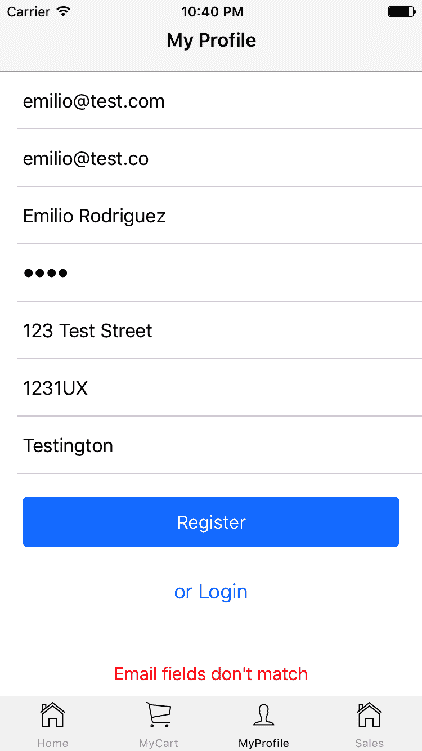 Carrier 10:40 PM
My Profile
emilio@test.com
emilio@test.co
Emilio Rodriguez
●●●●
123 Test Street
1231UX
Testington
Register
or Login
Email fields don't match
Home MyCart MyProfile Sales